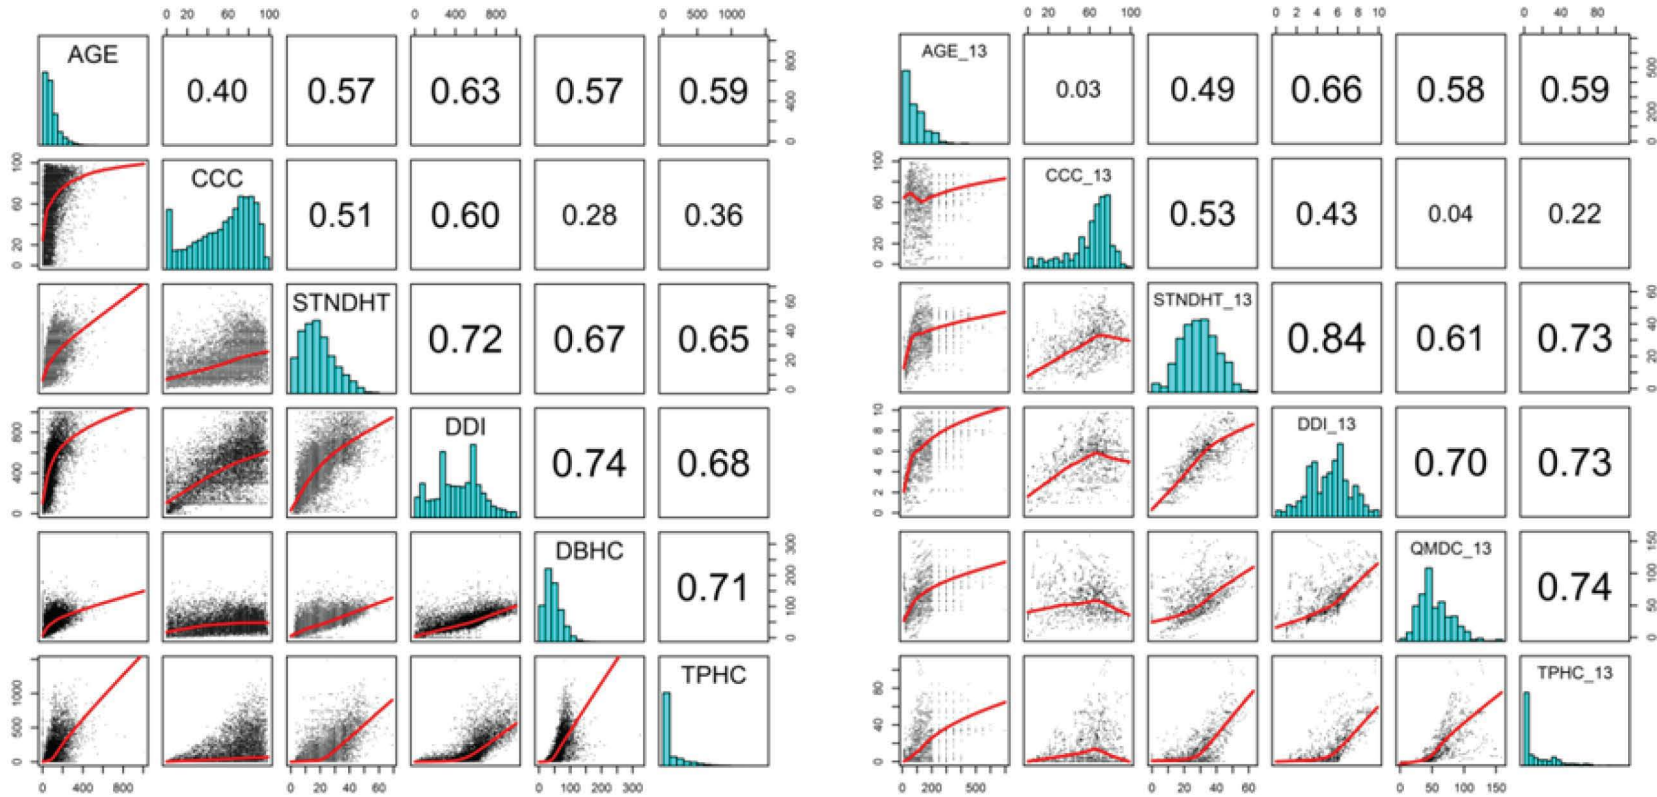 0 60 100 0 400 800 0 500 1000 0 20 60 100 0 2 4 6 8 10 0 40 80
AGE 0.40 0.57 0.63 0.57 0.59 0 400 800 AGE_13 0.03 0.49 0.66 0.58 0.59 0 200 500
0 20 60 100 CCC 0.51 0.60 0.28 0.36 0 20 60 100 CCC_13 0.53 0.43 0.04 0.22
STNDHT 0.72 0.67 0.65 0 20 40 60 STNDHT_13 0.84 0.61 0.73 0 20 40 60
0 400 800 DDI 0.74 0.68 0 2 4 6 8 10 DDI_13 0.70 0.73
DBHC 0.71 0 100 200 300 QMDC_13 0.74 0 50 100 150
0 500 1000 TPHC 0 40 80 TPHC_13
0 400 800 0 20 40 60 0 100 300 0 200 500 0 20 40 60 0 50 100 150